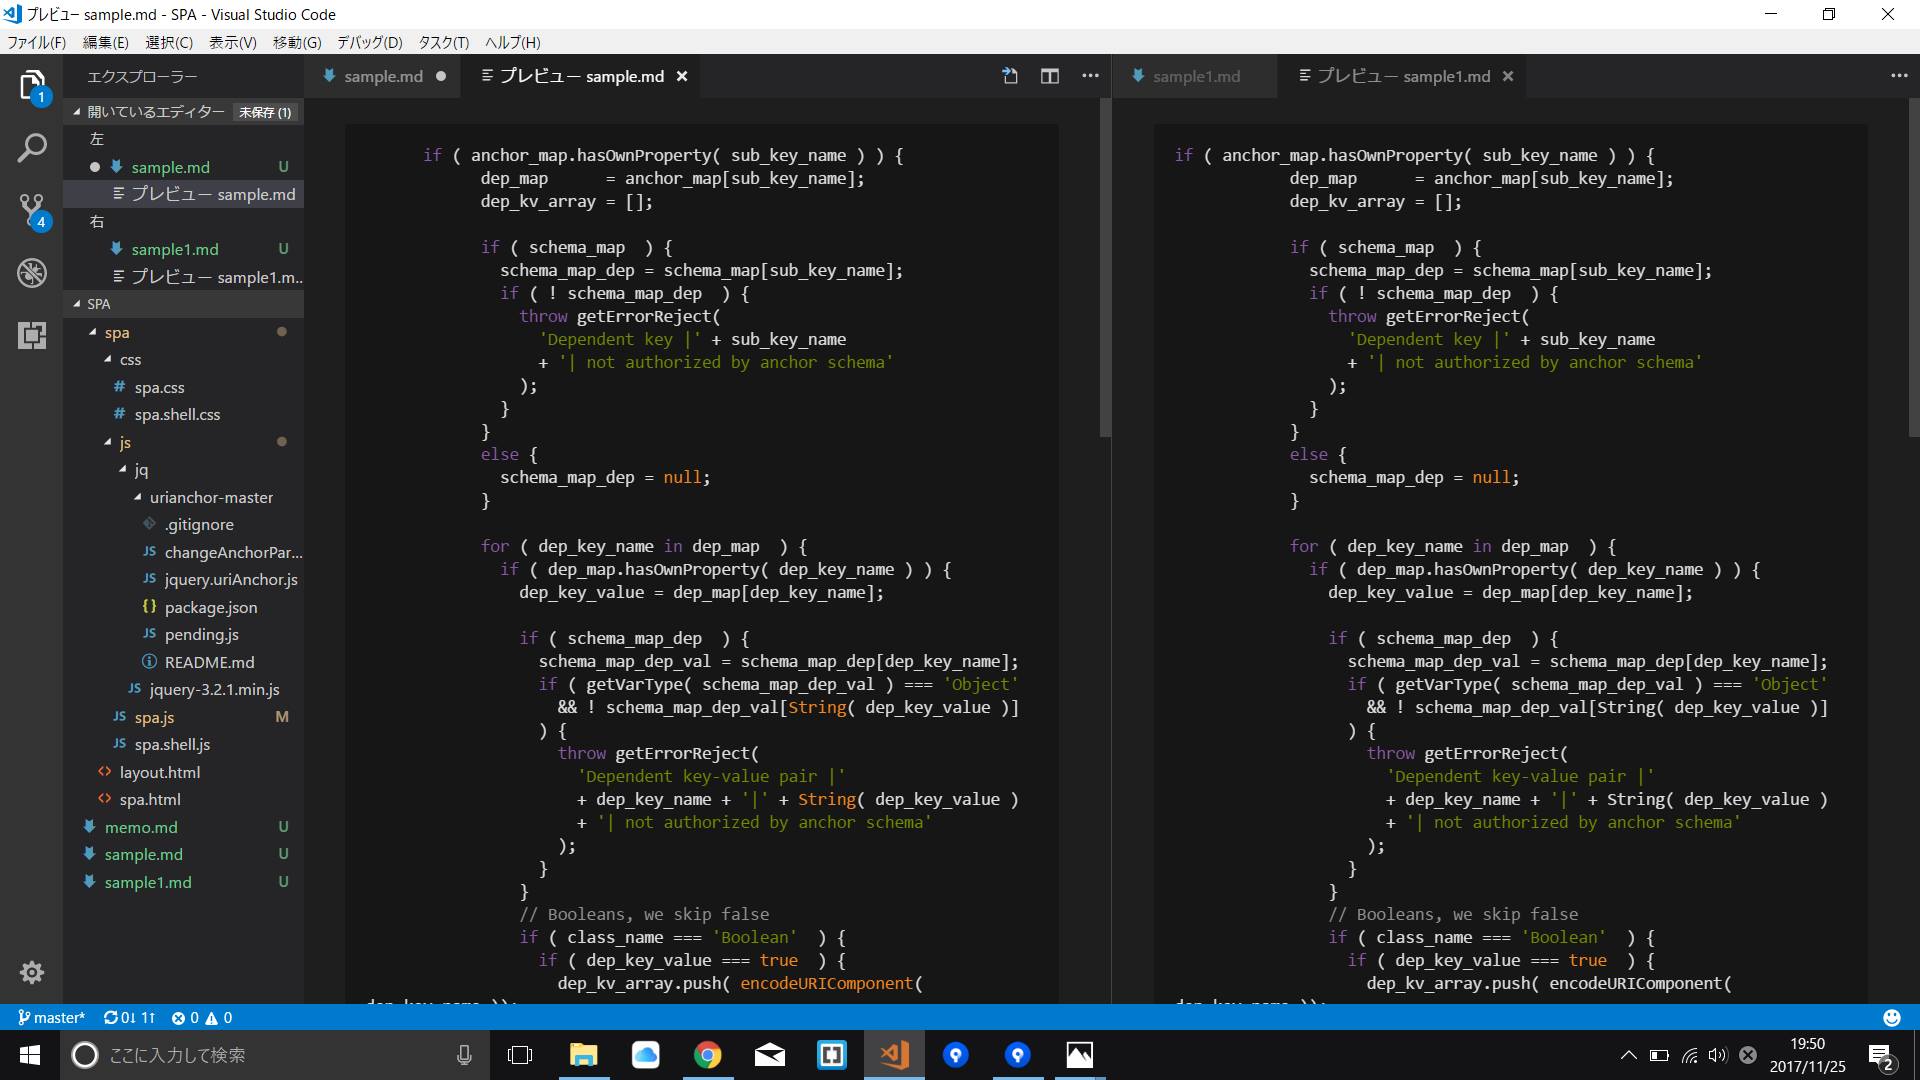 プレビュー sample.md - SPA - Visual Studio Code
ファイル(F) 編集(E) 選択(C) 表示(V) 移動(G) デバッグ(D) タスク(T) ヘルプ(H)
1
4
エクスプローラー
開いているエディター 未保存 (1)
左
sample.md U
プレビュー sample.md
右
sample1.md U
プレビュー sample1.m...
SPA
spa
css
# spa.css
# spa.shell.css
js
jq
urianchor-master
.gitignore
JS changeAnchorPar...
JS jquery.uriAnchor.js
{} package.json
JS pending.js
README.md
JS jquery-3.2.1.min.js
JS spa.js M
JS spa.shell.js
<> layout.html
<> spa.html
memo.md U
sample.md U
sample1.md U
sample.md
プレビュー sample.md
if ( anchor_map.hasOwnProperty( sub_key_name ) ) {
dep_map      = anchor_map[sub_key_name];
dep_kv_array = [];
if ( schema_map  ) {
schema_map_dep = schema_map[sub_key_name];
if ( ! schema_map_dep  ) {
throw getErrorReject(
'Dependent key |' + sub_key_name
+ '| not authorized by anchor schema'
);
}
}
else {
schema_map_dep = null;
}
for ( dep_key_name in dep_map  ) {
if ( dep_map.hasOwnProperty( dep_key_name ) ) {
dep_key_value = dep_map[dep_key_name];
if ( schema_map_dep  ) {
schema_map_dep_val = schema_map_dep[dep_key_name];
if ( getVarType( schema_map_dep_val ) === 'Object'
&& ! schema_map_dep_val[String( dep_key_value )]
) {
throw getErrorReject(
'Dependent key-value pair |'
+ dep_key_name + '|' + String( dep_key_value )
+ '| not authorized by anchor schema'
);
}
}
// Booleans, we skip false
if ( class_name === 'Boolean'  ) {
if ( dep_key_value === true  ) {
dep_kv_array.push( encodeURIComponent(
dep_key_name ));
sample1.md
プレビュー sample1.md
if ( anchor_map.hasOwnProperty( sub_key_name ) ) {
dep_map      = anchor_map[sub_key_name];
dep_kv_array = [];
if ( schema_map  ) {
schema_map_dep = schema_map[sub_key_name];
if ( ! schema_map_dep  ) {
throw getErrorReject(
'Dependent key |' + sub_key_name
+ '| not authorized by anchor schema'
);
}
}
else {
schema_map_dep = null;
}
for ( dep_key_name in dep_map  ) {
if ( dep_map.hasOwnProperty( dep_key_name ) ) {
dep_key_value = dep_map[dep_key_name];
if ( schema_map_dep  ) {
schema_map_dep_val = schema_map_dep[dep_key_name];
if ( getVarType( schema_map_dep_val ) === 'Object'
&& ! schema_map_dep_val[String( dep_key_value )]
) {
throw getErrorReject(
'Dependent key-value pair |'
+ dep_key_name + '|' + String( dep_key_value )
+ '| not authorized by anchor schema'
);
}
}
// Booleans, we skip false
if ( class_name === 'Boolean'  ) {
if ( dep_key_value === true  ) {
dep_kv_array.push( encodeURIComponent(
dep_key_name ));
master* 0↓ 1↑ 0 0
ここに入力して検索
19:50
2017/11/25
2